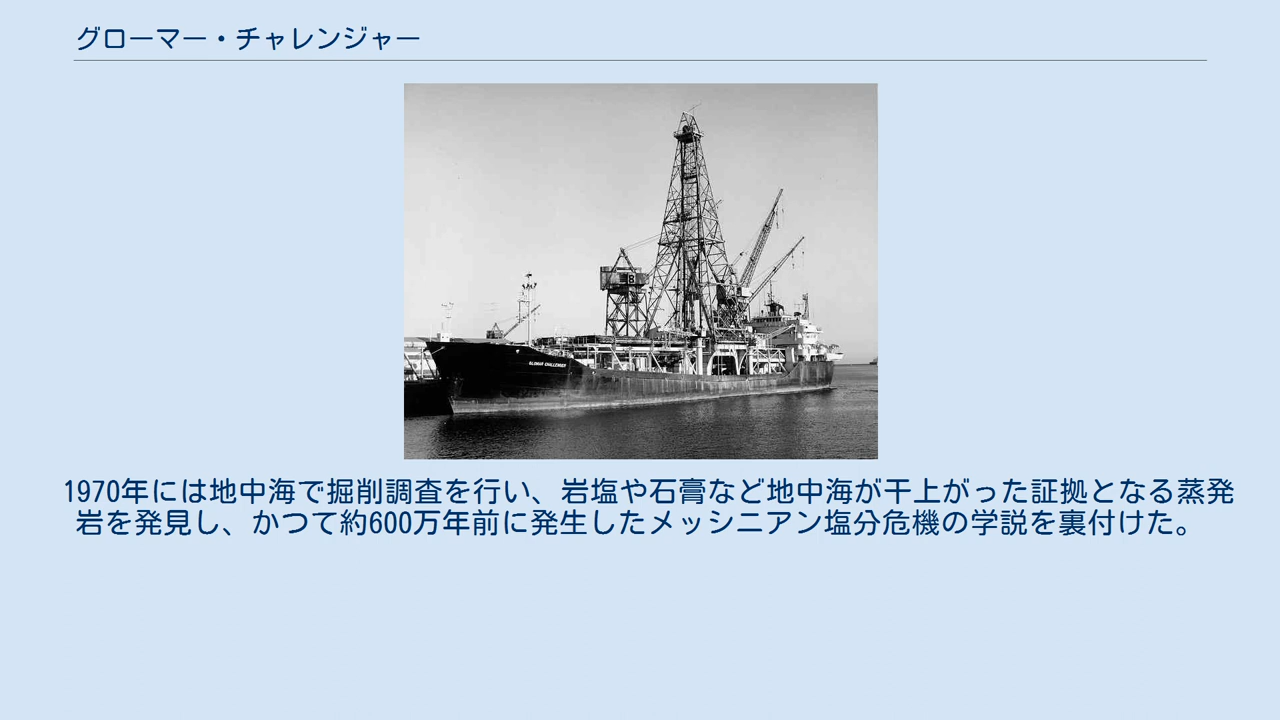 グローマー・チャレンジャー
B
GLOMAR CHALLENGER
1970年には地中海で掘削調査を行い、岩塩や石膏など地中海が干上がった証拠となる蒸発
岩を発見し、かつて約600万年前に発生したメッシニアン塩分危機の学説を裏付けた。